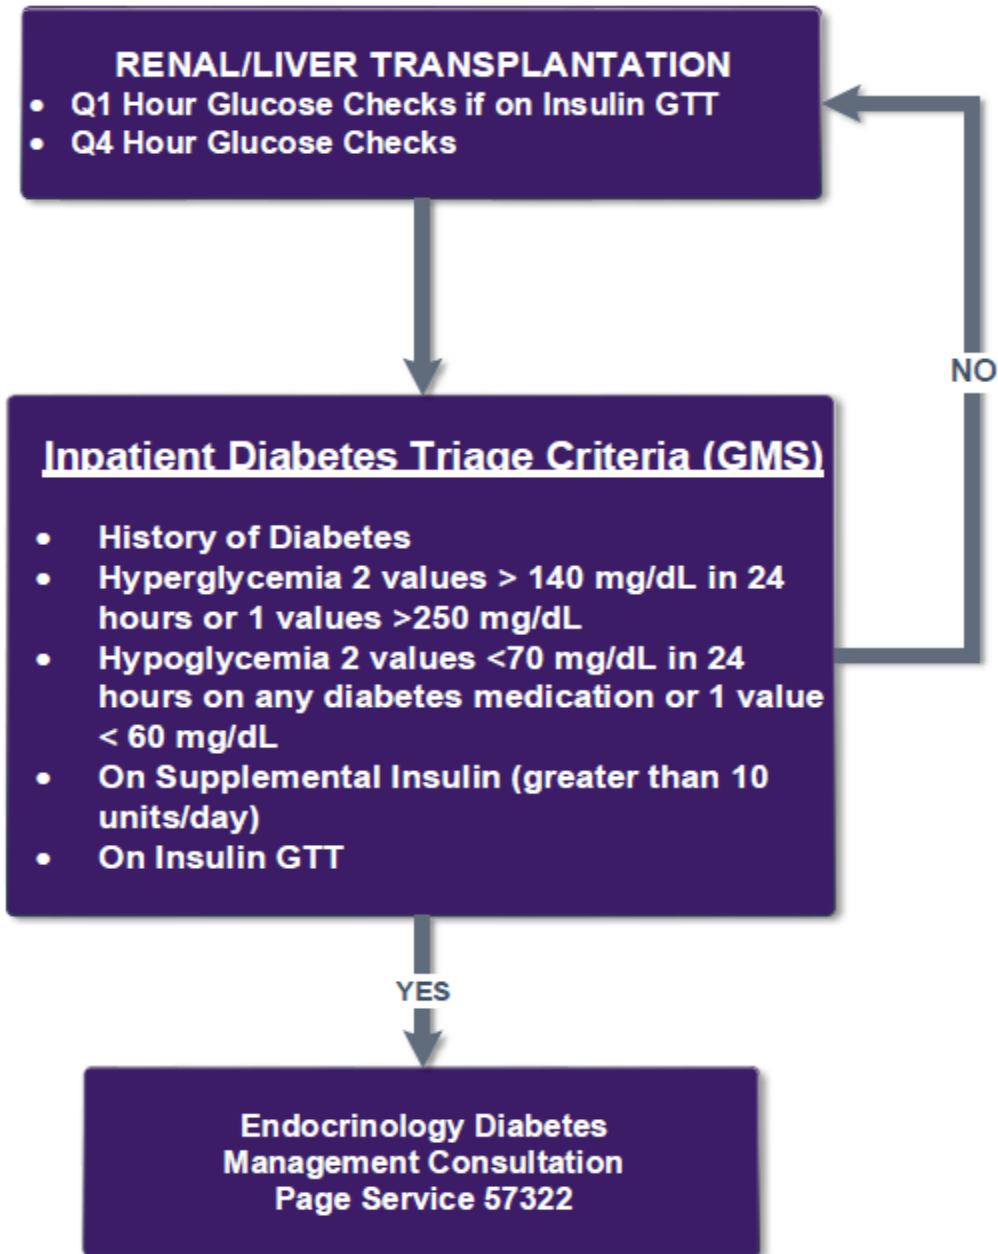 RENAL/LIVER TRANSPLANTATION
• Q1 Hour Glucose Checks if on Insulin GTT
• Q4 Hour Glucose Checks
NO
Inpatient Diabetes Triage Criteria (GMS)
• History of Diabetes
• Hyperglycemia 2 values > 140 mg/dL in 24
hours or 1 values >250 mg/dL
• Hypoglycemia 2 values <70 mg/dL in 24
hours on any diabetes medication or 1 value
< 60 mg/dL
• On Supplemental Insulin (greater than 10
units/day)
• On Insulin GTT
YES
Endocrinology Diabetes
Management Consultation
Page Service 57322